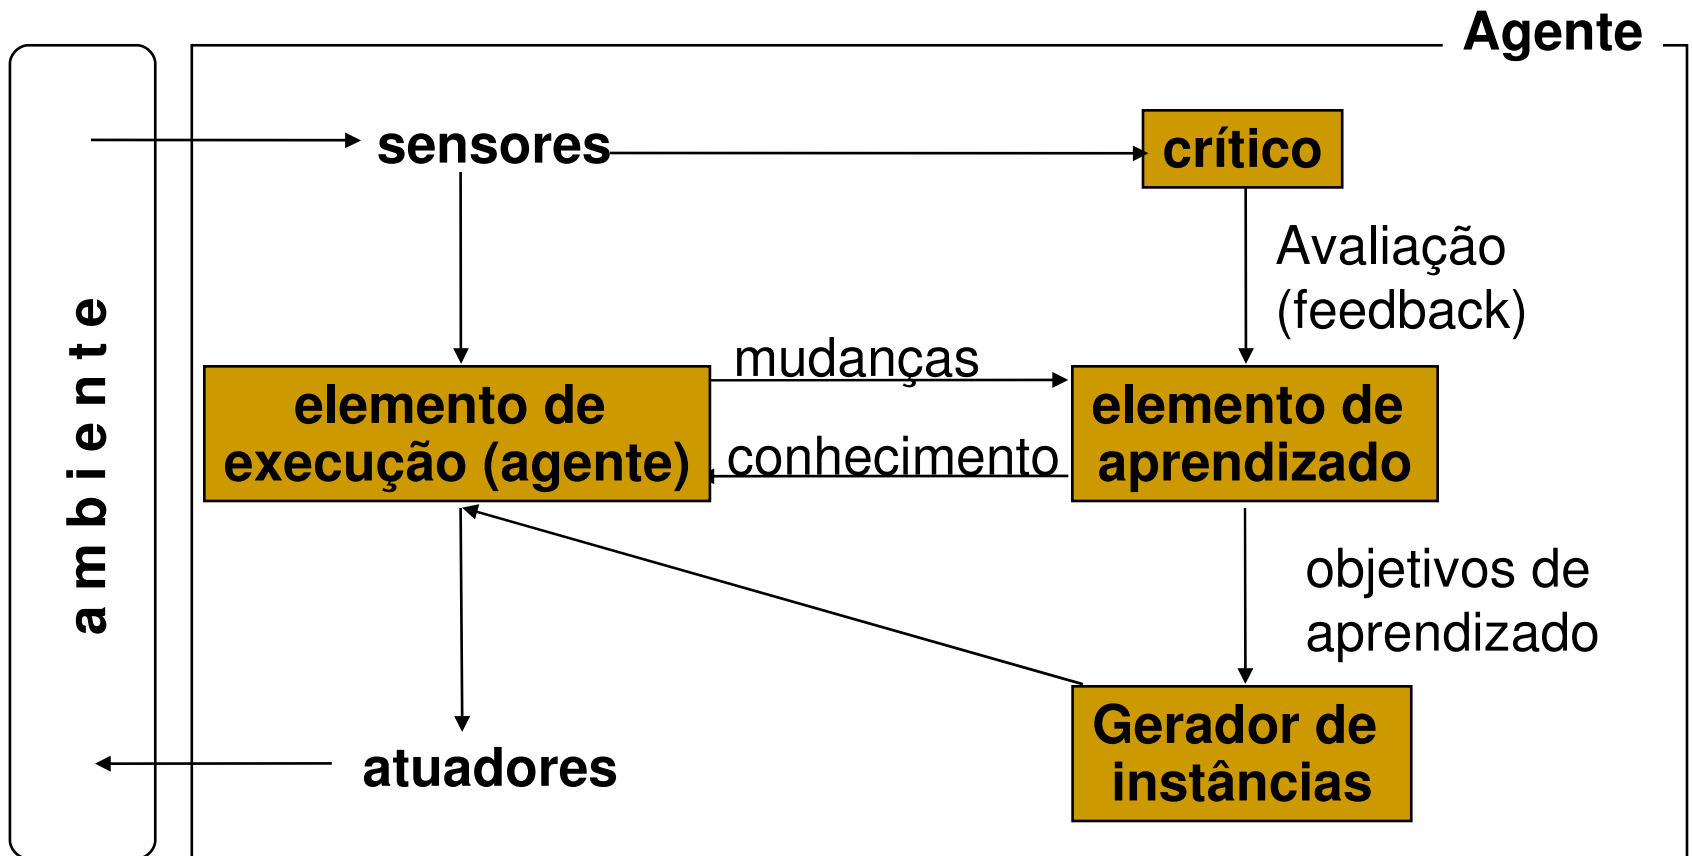 Agente
sensores
crítico
Avaliação
(feedback)
ambiente
mudanças
elemento de
execução (agente)
conhecimento
elemento de
aprendizado
objetivos de
aprendizado
Gerador de
instâncias
atuadores